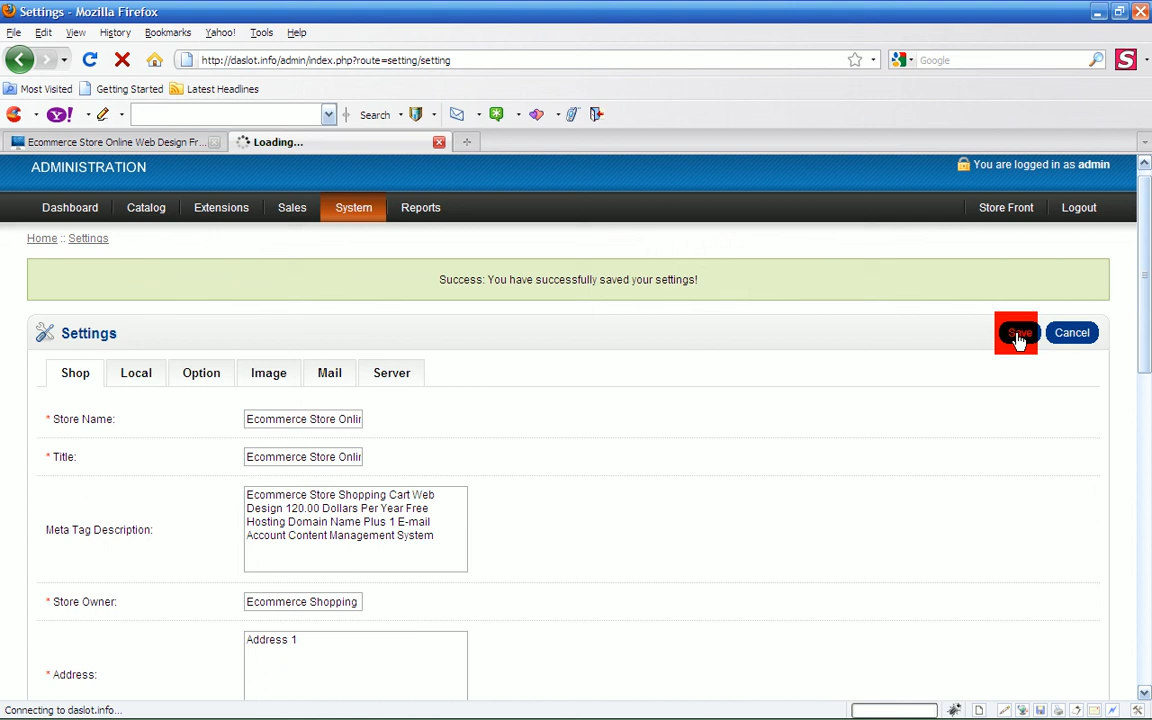 Settings - Mozilla Firefox
File Edit View History Bookmarks Yahoo! Tools Help
http://daslot.info/admin/index.php?route=setting/setting Google S
Most Visited Getting Started Latest Headlines
Y! Search
Ecommerce Store Online Web Design Fr... Loading...
ADMINISTRATION You are logged in as admin
Dashboard Catalog Extensions Sales System Reports Store Front Logout
Home :: Settings
Success: You have successfully saved your settings!
Settings Save Cancel
Shop Local Option Image Mail Server
* Store Name: Ecommerce Store Onlin
* Title: Ecommerce Store Onlin
Meta Tag Description:
Ecommerce Store Shopping Cart Web
Design 120.00 Dollars Per Year Free
Hosting Domain Name Plus 1 E-mail
Account Content Management System
* Store Owner: Ecommerce Shopping
* Address:
Address 1
Connecting to daslot.info...